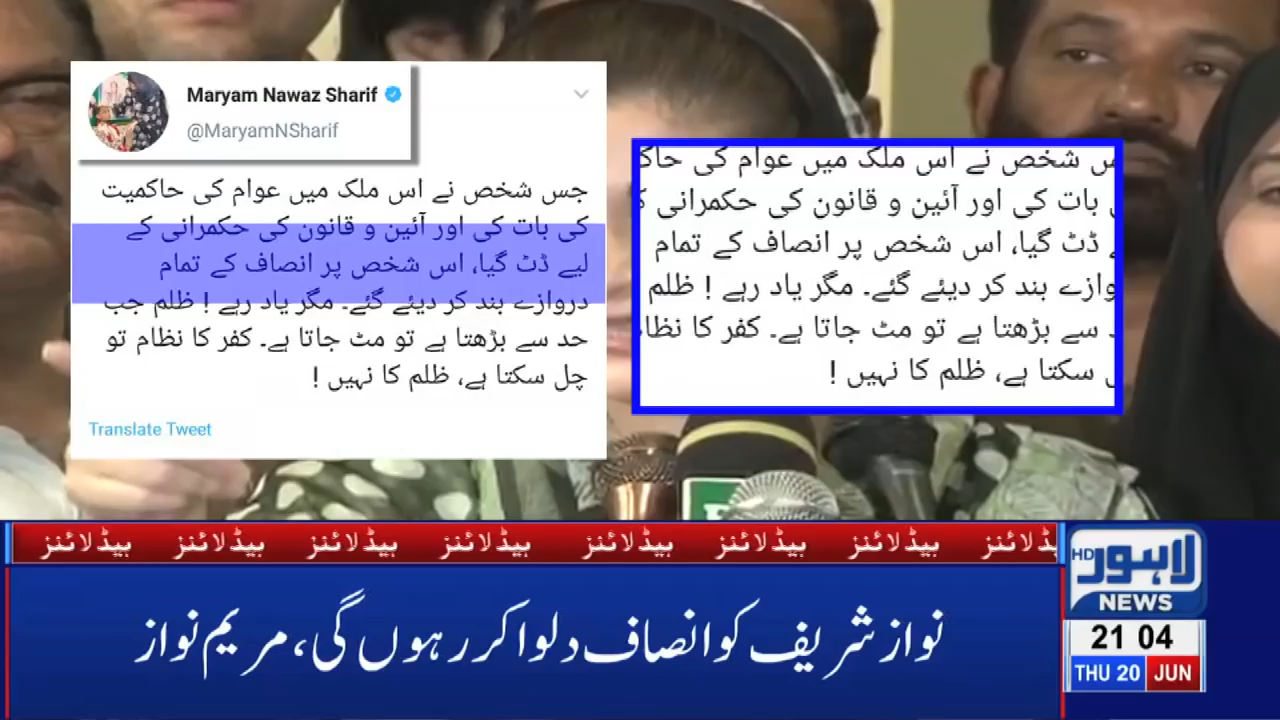 Maryam Nawaz Sharif
@MaryamNSharif
جس شخص نے اس ملک میں عوام کی حاکمیت
کی بات کی اور آئین و قانون کی حکمرانی کے
لیے ڈٹ گیا، اس شخص پر انصاف کے تمام
دروازے بند کر دیئے گئے۔ مگر یاد رہے ! ظلم جب
حد سے بڑھتا ہے تو مٹ جاتا ہے۔ کفر کا نظام تو
چل سکتا ہے، ظلم کا نہیں !
Translate Tweet
شخص نے اس ملک میں عوام کی
بات کی اور آئین و قانون کی حکمرانی
ڈٹ گیا، اس شخص پر انصاف کے تمام
وازے بند کر دیئے گئے۔ مگر یاد رہے ! ظلم
سے بڑھتا ہے تو مٹ جاتا ہے۔ کفر کا نظا
سکتا ہے، ظلم کا نہیں !
ہیڈلائنز ہیڈلائنز ہیڈلائنز ہیڈلائنز ہیڈلائنز ہیڈلائنز ہیڈلائنز ہیڈلائنز
نواز شریف کو انصاف دلوا کر رہوں گی، مریم نواز
لاہور
HD
NEWS
21 04
THU 20 JUN